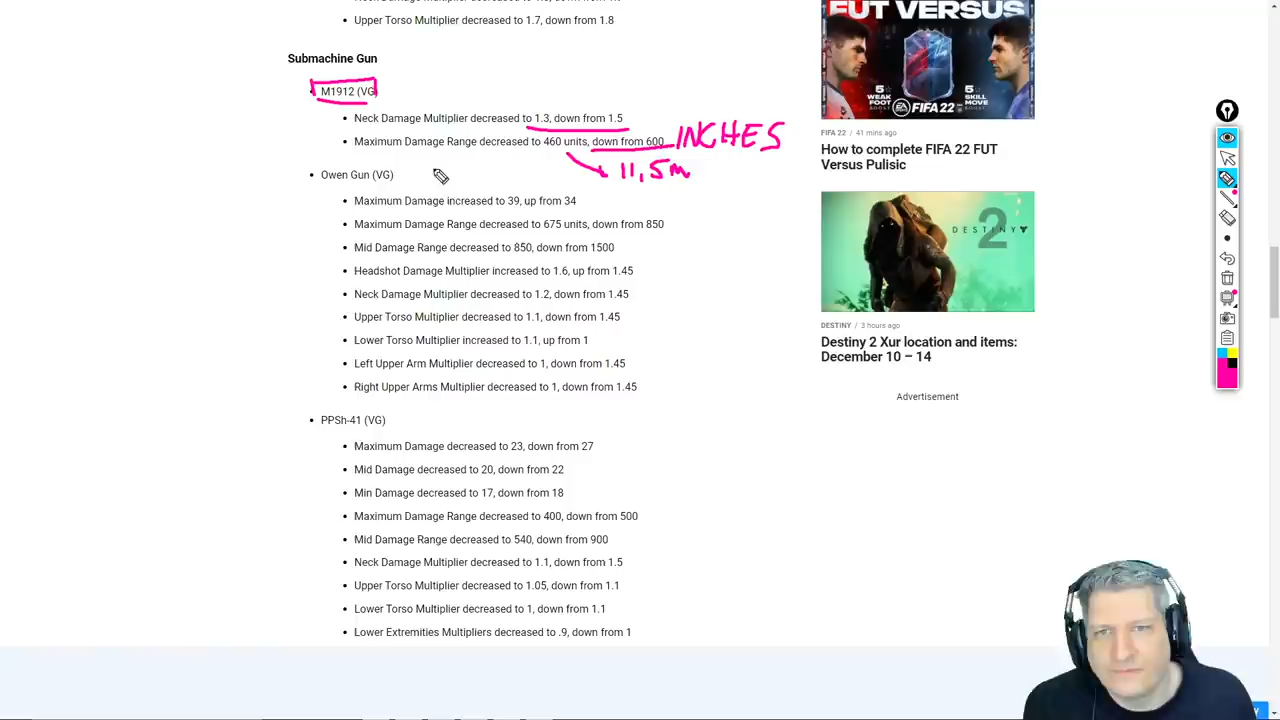 Upper Torso Multiplier decreased to 1.7, down from 1.8
Submachine Gun
M1912 (VG)
Neck Damage Multiplier decreased to 1.3, down from 1.5
Maximum Damage Range decreased to 460 units, down from 600 INCHES
11,5m
Owen Gun (VG)
Maximum Damage increased to 39, up from 34
Maximum Damage Range decreased to 675 units, down from 850
Mid Damage Range decreased to 850, down from 1500
Headshot Damage Multiplier increased to 1.6, up from 1.45
Neck Damage Multiplier decreased to 1.2, down from 1.45
Upper Torso Multiplier decreased to 1.1, down from 1.45
Lower Torso Multiplier increased to 1.1, up from 1
Left Upper Arm Multiplier decreased to 1, down from 1.45
Right Upper Arms Multiplier decreased to 1, down from 1.45
PPSh-41 (VG)
Maximum Damage decreased to 23, down from 27
Mid Damage decreased to 20, down from 22
Min Damage decreased to 17, down from 18
Maximum Damage Range decreased to 400, down from 500
Mid Damage Range decreased to 540, down from 900
Neck Damage Multiplier decreased to 1.1, down from 1.5
Upper Torso Multiplier decreased to 1.05, down from 1.1
Lower Torso Multiplier decreased to 1, down from 1.1
Lower Extremities Multipliers decreased to .9, down from 1
FUT VERSUS
5
WEAK
FOOT
BOOST
5
SKILL
MOVE
BOOST
EA SPORTS FIFA 22
FIFA 22 / 41 mins ago
How to complete FIFA 22 FUT
Versus Pulisic
DESTINY 2
DESTINY / 3 hours ago
Destiny 2 Xur location and items:
December 10 – 14
Advertisement